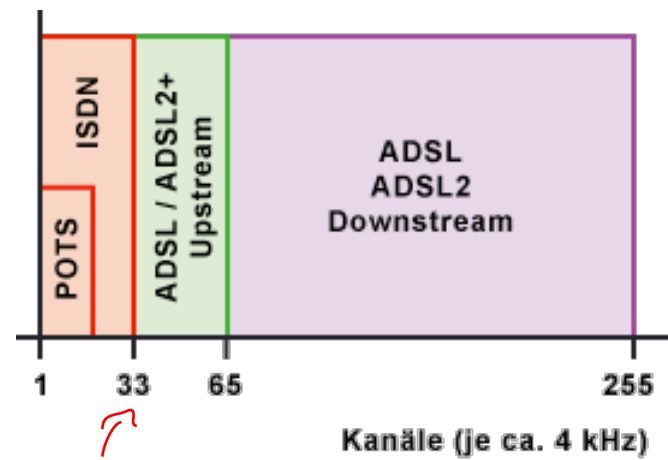 ISDN
POTS
ADSL / ADSL2+
Upstream
ADSL
ADSL2
Downstream
1 33 65 255
Kanäle (je ca. 4 kHz)